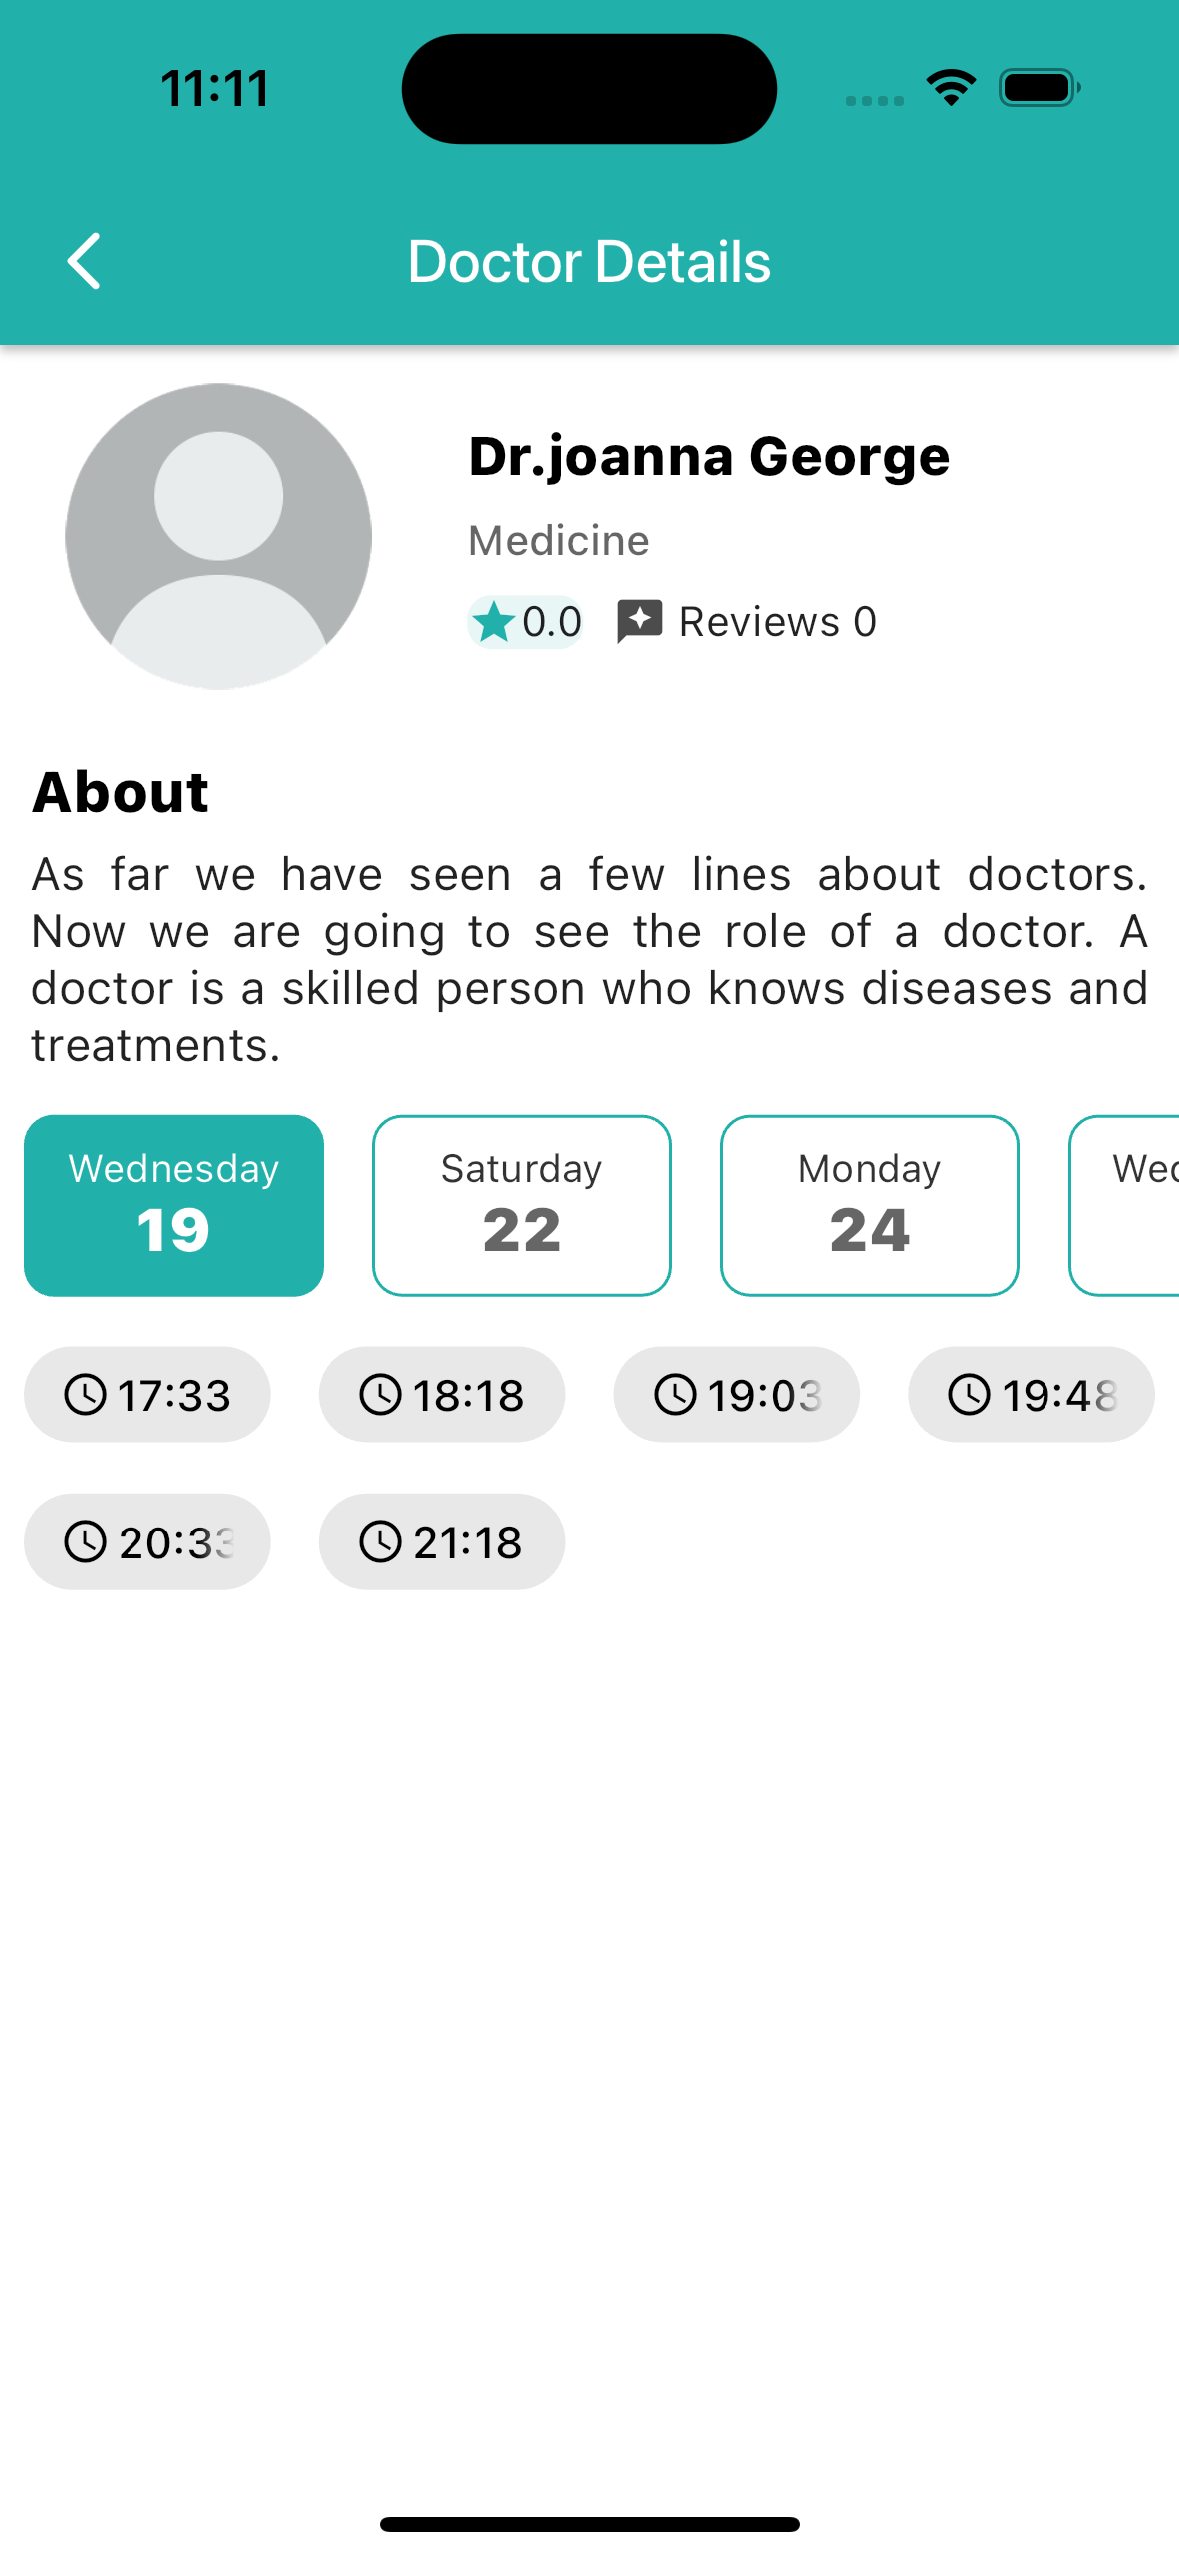 11:11
Doctor Details
Dr.joanna George
Medicine
0.0 Reviews 0
About
As far we have seen a few lines about doctors.
Now we are going to see the role of a doctor. A
doctor is a skilled person who knows diseases and
treatments.
Wednesday Saturday Monday Wed
19 22 24
17:33 18:18 19:03 19:48
20:33 21:18